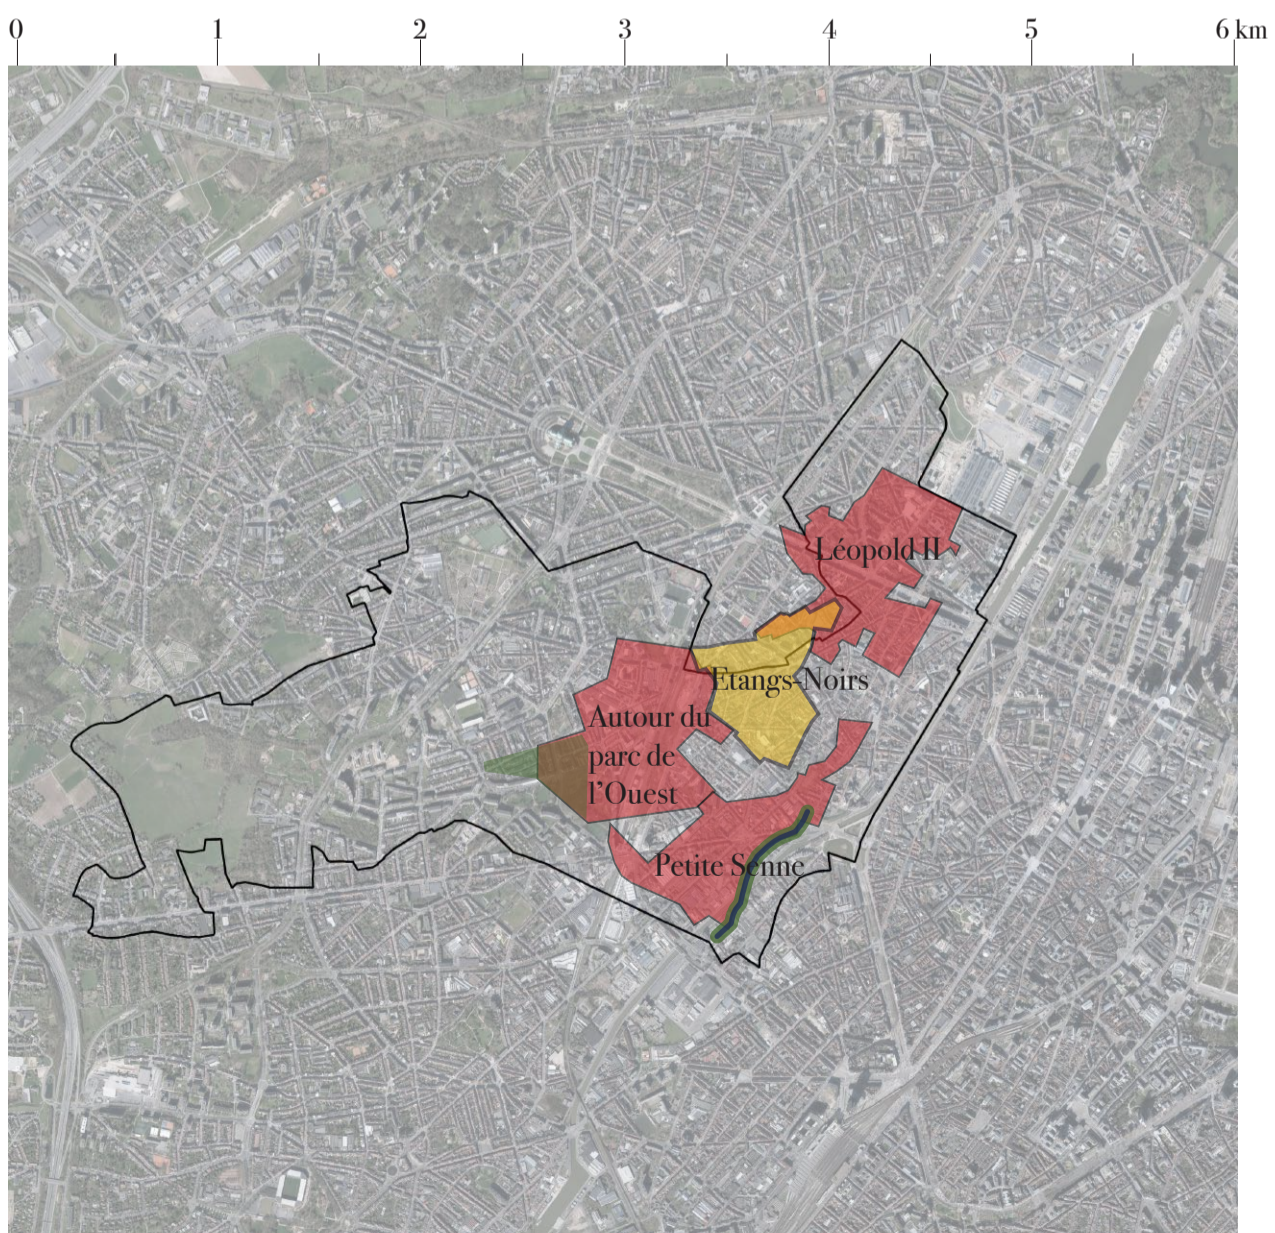 0 1 2 3 4 5 6 km
Léopold II
Etangs-Noirs
Autour du
parc de
l'Ouest
Petite Senne